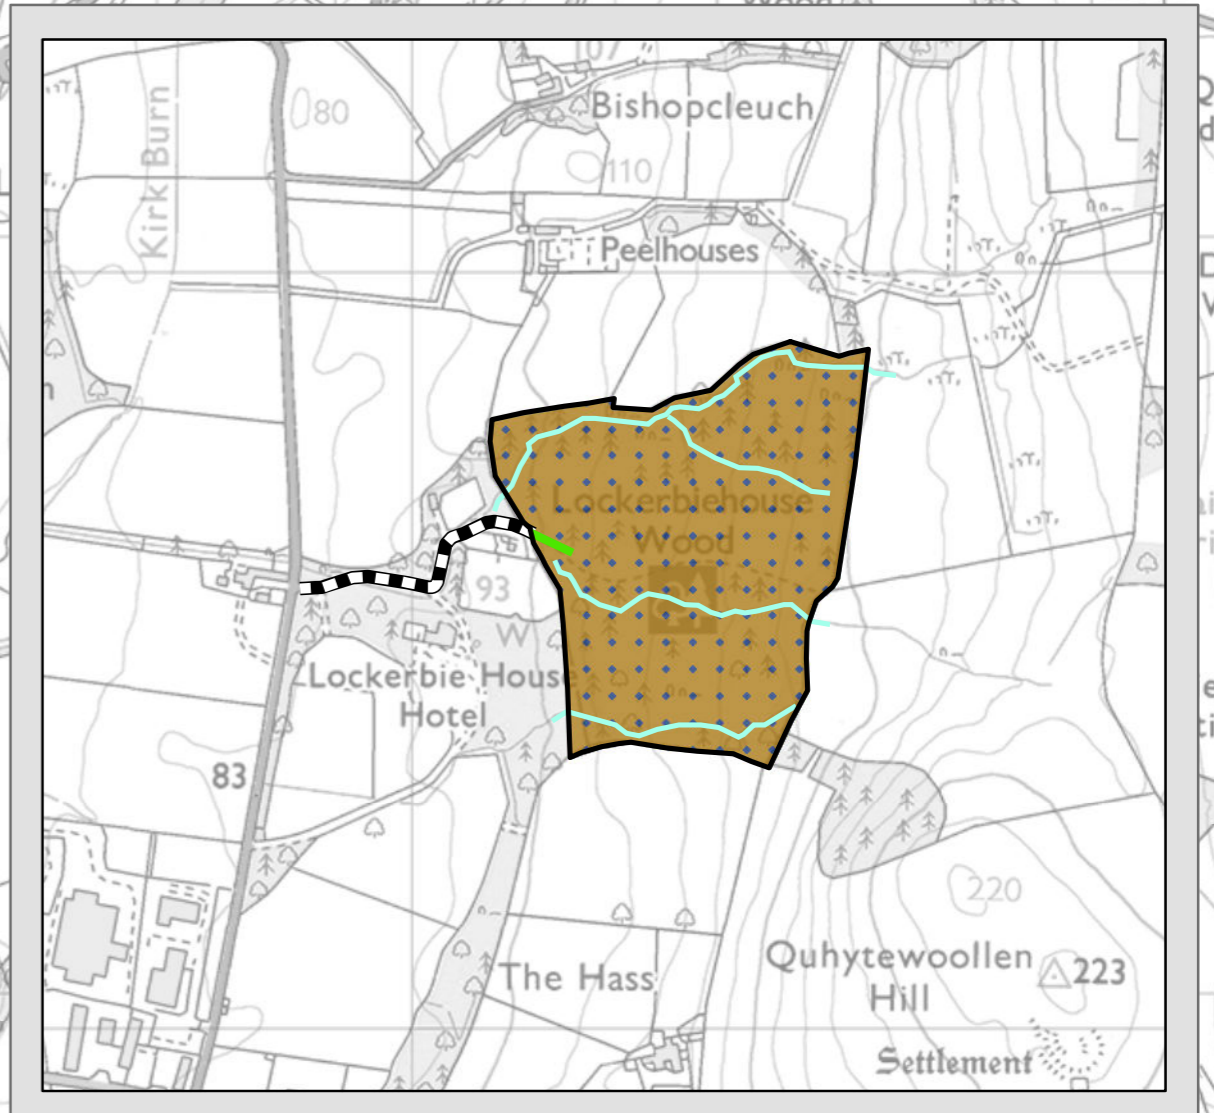 107
Bishopcleuch
80
Kirk Burn
110
Peelhouses
Lockerbiehouse
Wood
93
W
Lockerbie House
Hotel
83
220
Quhytewoollen
Hill
223
The Hass
Settlement